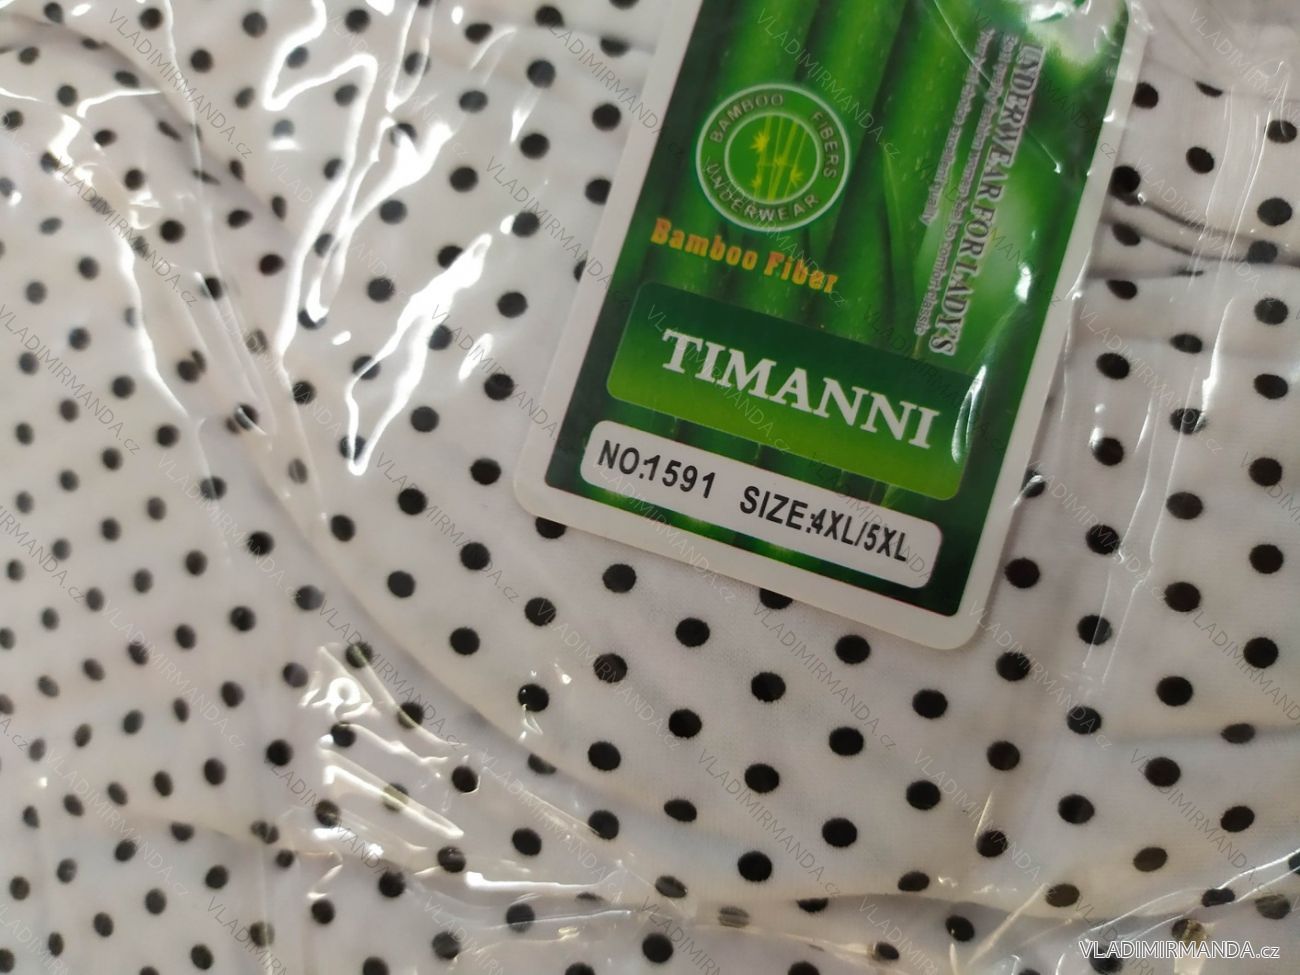 BAMBOO FIBERS
UNDERWEAR
Bamboo Fiber
UNDERWEAR FOR LADY'S
TIMANNI
NO:1591 SIZE:4XL/5XL
VLADIMIRMANDA.cz